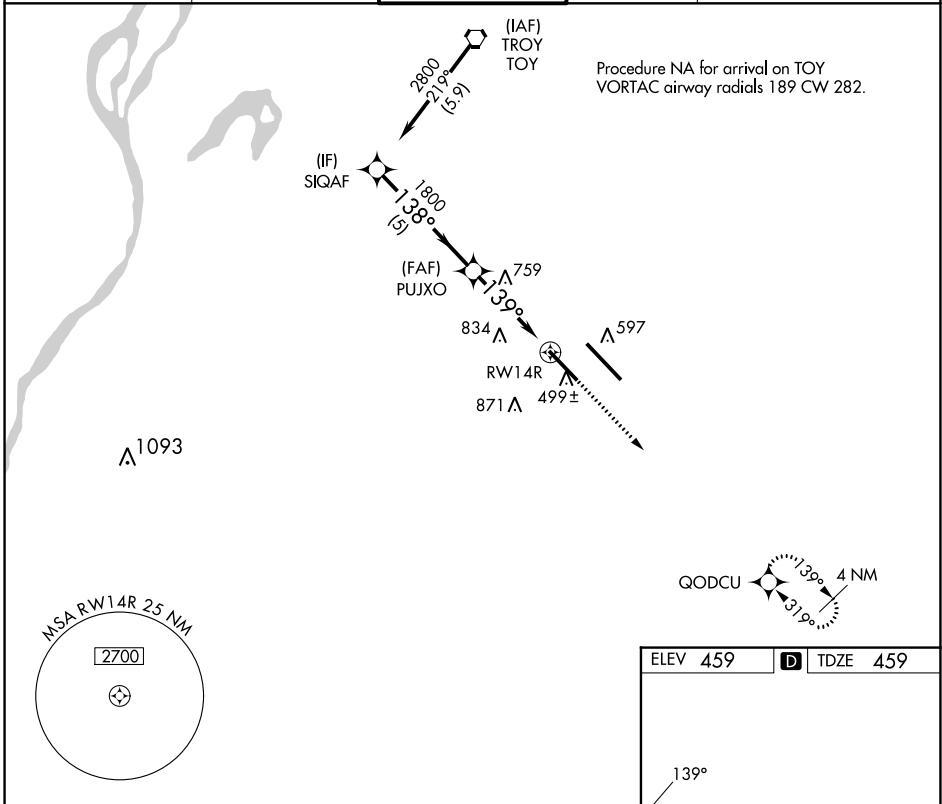 (IAF)
TROY
TOY
2800
219°
(5.9)
Procedure NA for arrival on TOY
VORTAC airway radials 189 CW 282.
(IF)
SIQAF
1800
138°
(5)
(FAF)
PUJXO
759
139°
834
597
RW14R
499±
871
1093
QODCU
139°
4 NM
319°
MSA RW14R 25 NM
2700
ELEV 459
D
TDZE 459
139°